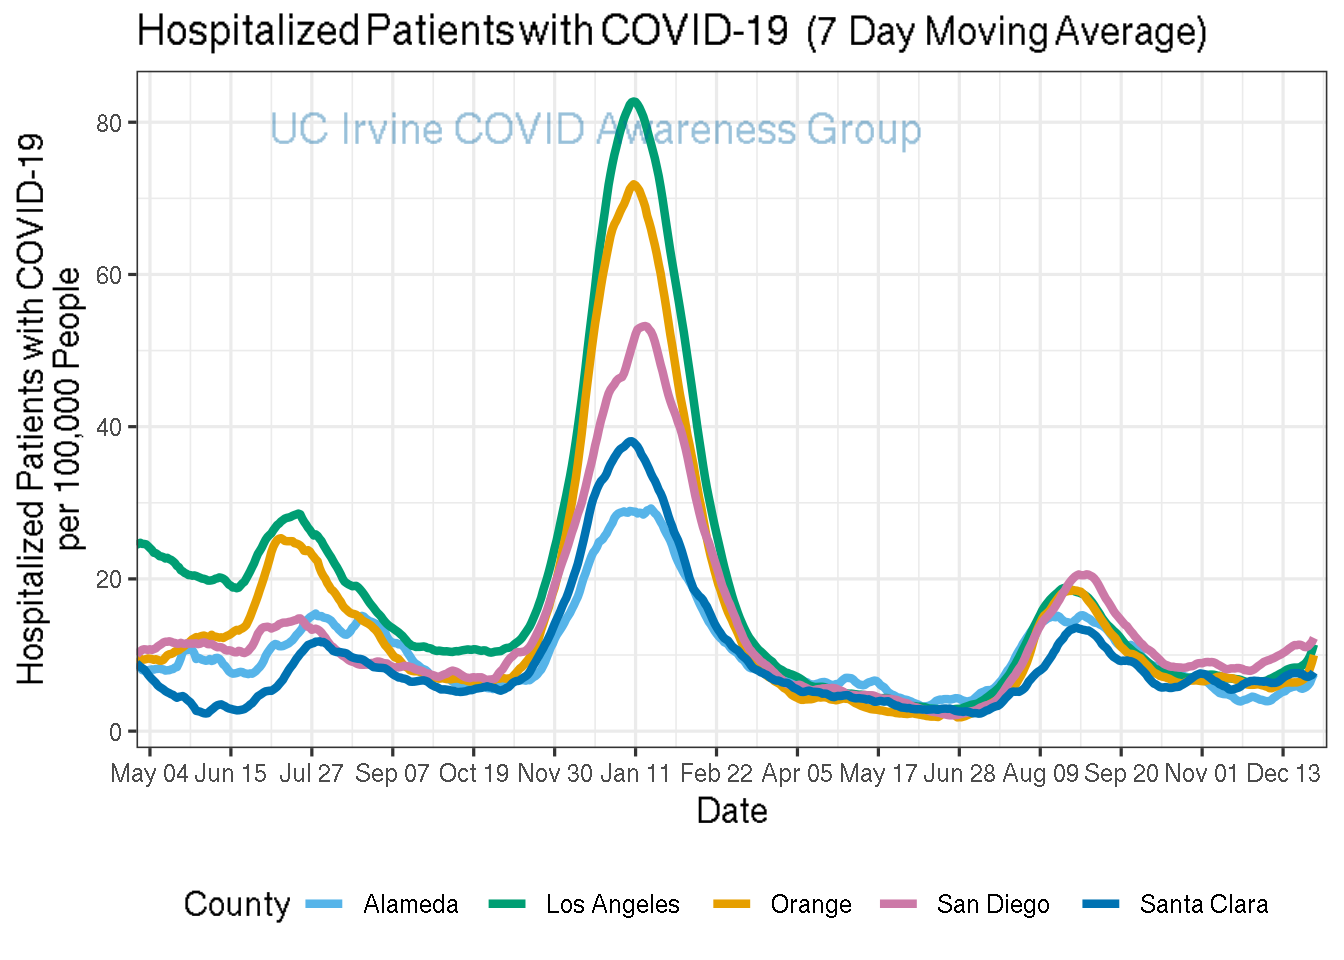 Hospitalized Patients with COVID-19 (7 Day Moving Average)
UC Irvine COVID Awareness Group
Hospitalized Patients with COVID-19
per 100,000 People
80
60
40
20
0
May 04 Jun 15 Jul 27 Sep 07 Oct 19 Nov 30 Jan 11 Feb 22 Apr 05 May 17 Jun 28 Aug 09 Sep 20 Nov 01 Dec 13
Date
County Alameda Los Angeles Orange San Diego Santa Clara